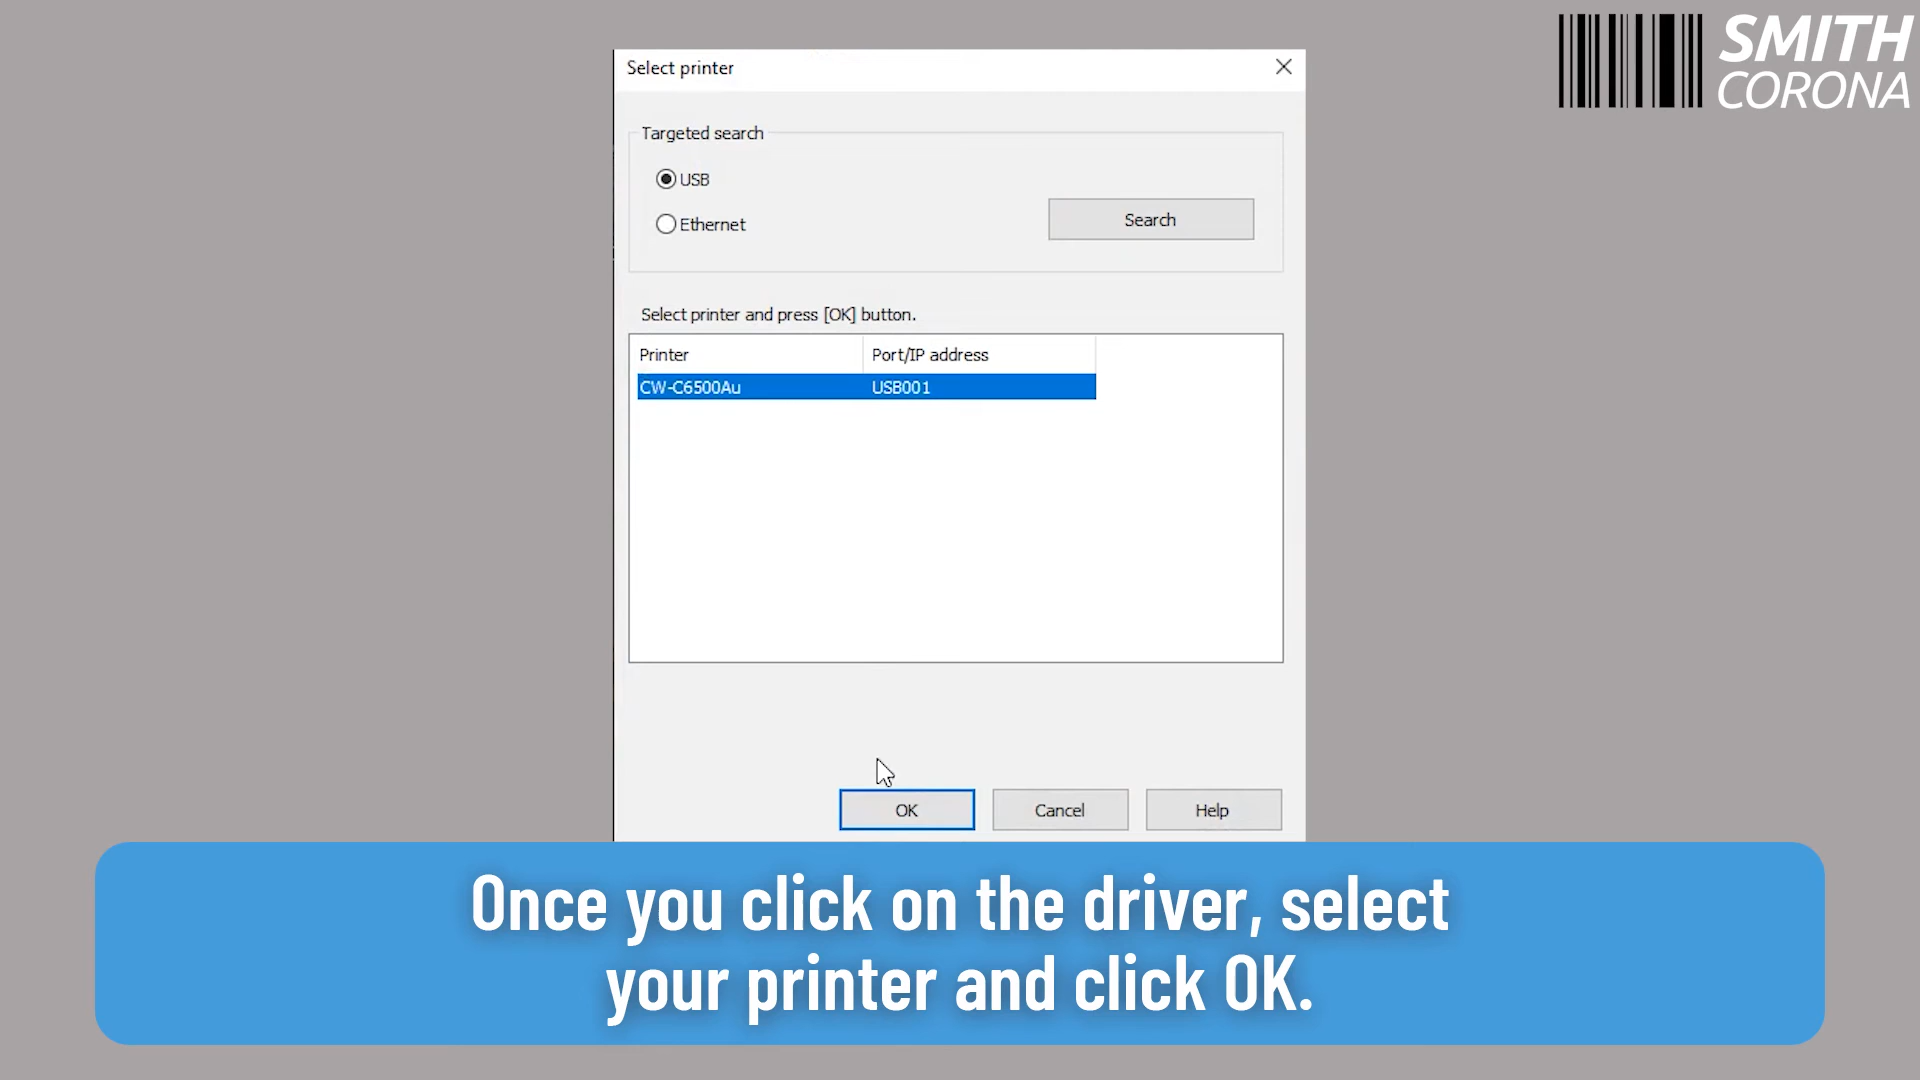 SMITH
CORONA
Select printer
Targeted search
USB
Ethernet
Search
Select printer and press [OK] button.
Printer Port/IP address
CW-C6500Au USB001
OK Cancel Help
Once you click on the driver, select
your printer and click OK.